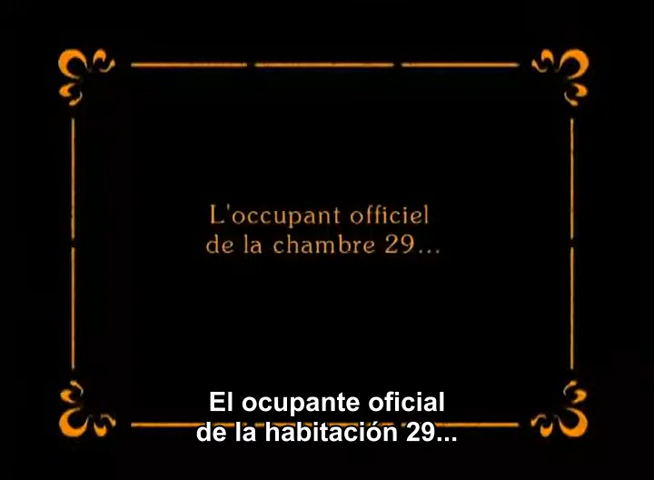 L'occupant officiel
de la chambre 29...
El ocupante oficial
de la habitación 29...